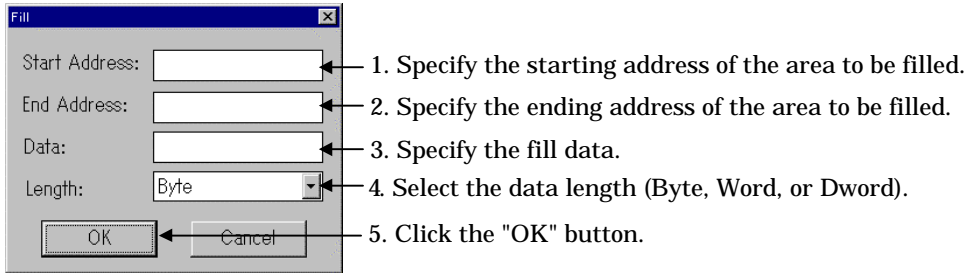 Fill
Start Address:
1. Specify the starting address of the area to be filled.
End Address:
2. Specify the ending address of the area to be filled.
Data:
3. Specify the fill data.
Length: Byte
4. Select the data length (Byte, Word, or Dword).
OK Cancel
5. Click the "OK" button.